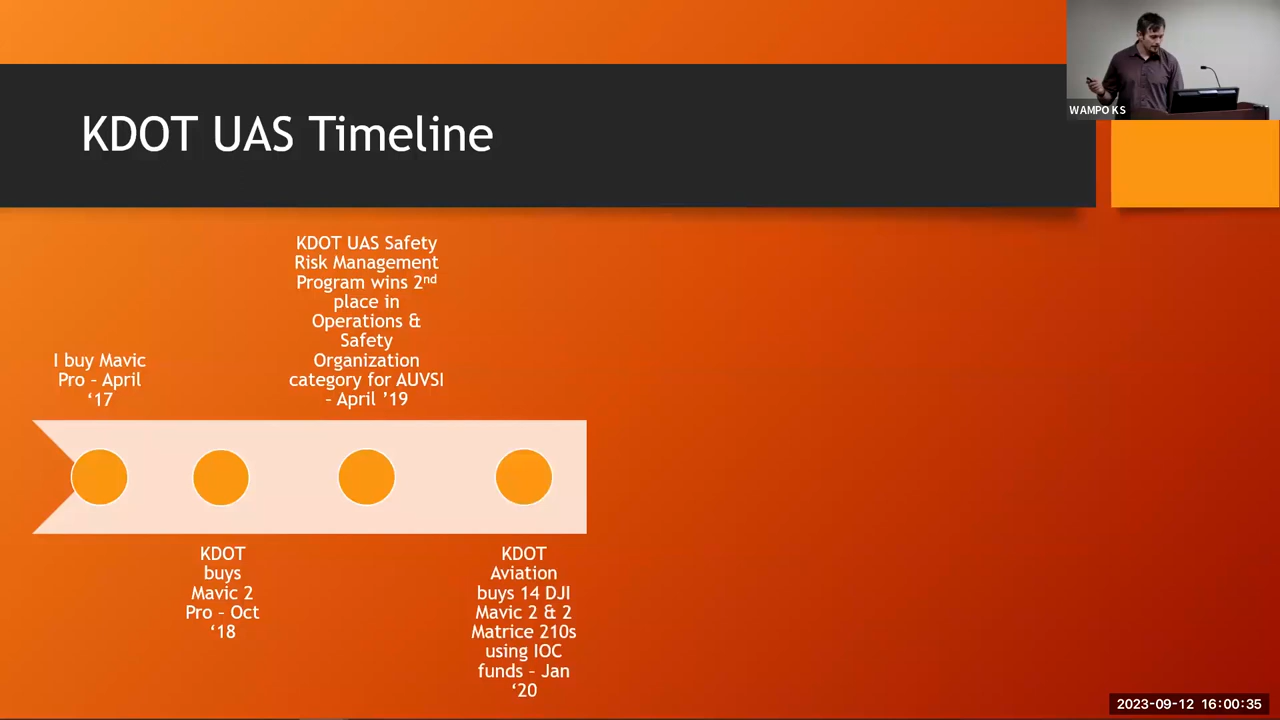 WAMPO KS
KDOT UAS Timeline
I buy Mavic
Pro – April
‘17
KDOT
buys
Mavic 2
Pro – Oct
‘18
KDOT UAS Safety
Risk Management
Program wins 2nd
place in
Operations &
Safety
Organization
category for AUVSI
– April ’19
KDOT
Aviation
buys 14 DJI
Mavic 2 & 2
Matrice 210s
using IOC
funds – Jan
‘20
2023-09-12 16:00:35